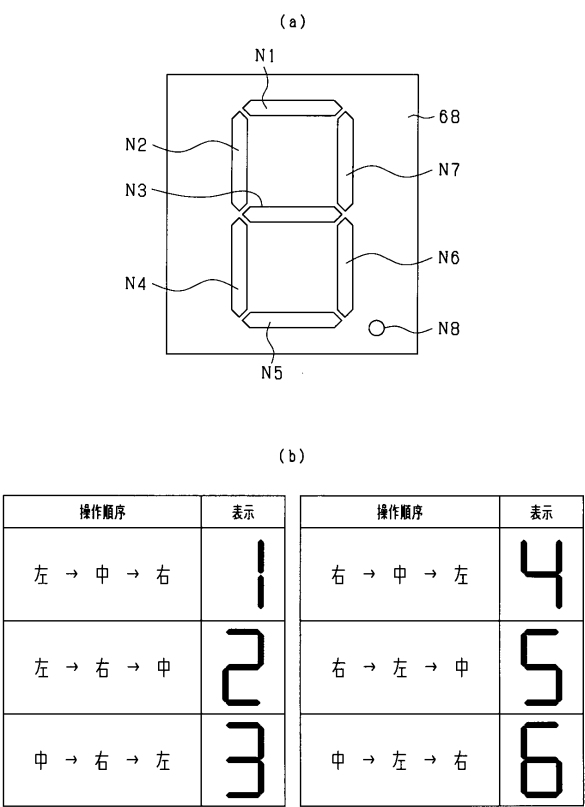 (a)
N1
68
N2
N7
N3
N6
N4
N8
N5
(b)
操作順序 表示
左 → 中 → 右 1
左 → 右 → 中 2
中 → 右 → 左 3
操作順序 表示
右 → 中 → 左 4
右 → 左 → 中 5
中 → 左 → 右 6